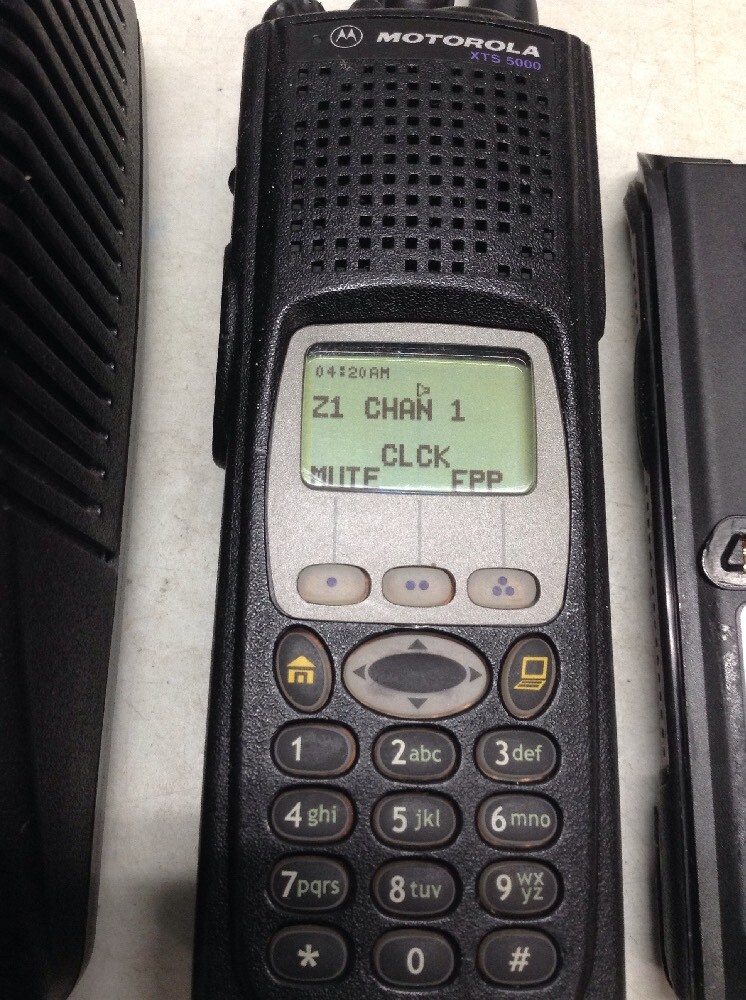 MOTOROLA
XTS 5000
04:20AM
Z1 CHAN 1
CLCK
MUTE FPP
1 2abc 3def
4ghi 5jkl 6mno
7pqrs 8tuv 9wxyz
* 0 #